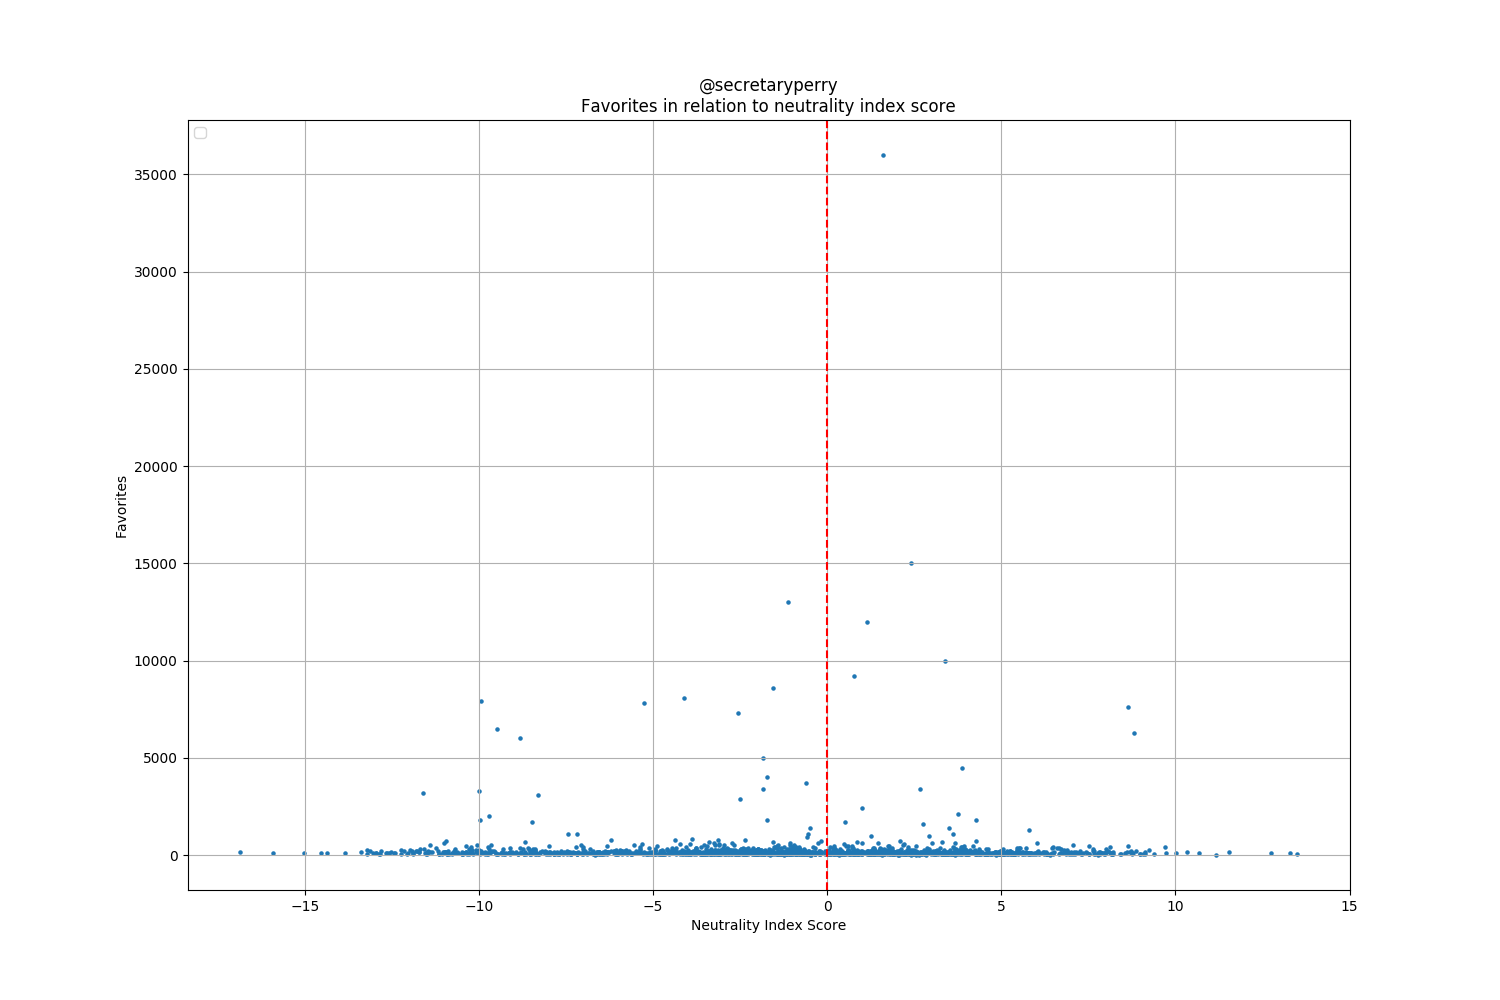 @secretaryperry
Favorites in relation to neutrality index score
35000
30000
25000
20000
15000
10000
5000
0
Favorites
−15 −10 −5 0 5 10 15
Neutrality Index Score